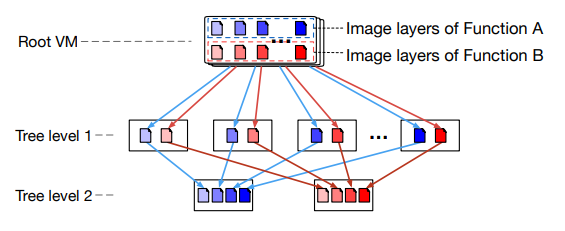 Image layers of Function A
Root VM
...
Image layers of Function B
Tree level 1
...
Tree level 2